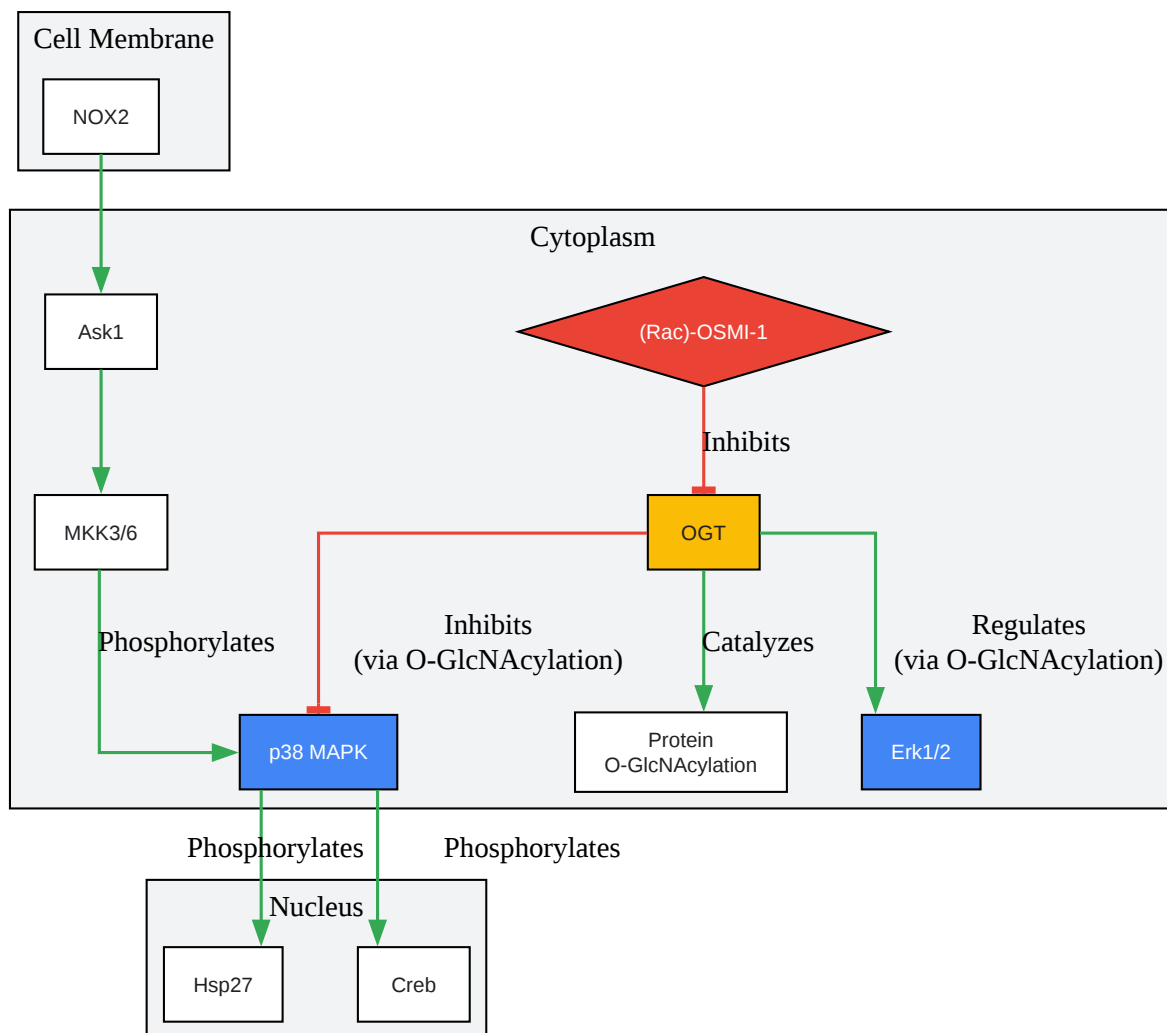 Cell Membrane
NOX2
Cytoplasm
Ask1
(Rac)-OSMI-1
Inhibits
MKK3/6
OGT
Phosphorylates
Inhibits
(via O-GlcNAcylation)
Catalyzes
Regulates
(via O-GlcNAcylation)
p38 MAPK
Protein
O-GlcNAcylation
Erk1/2
Phosphorylates
Phosphorylates
Nucleus
Hsp27
Creb